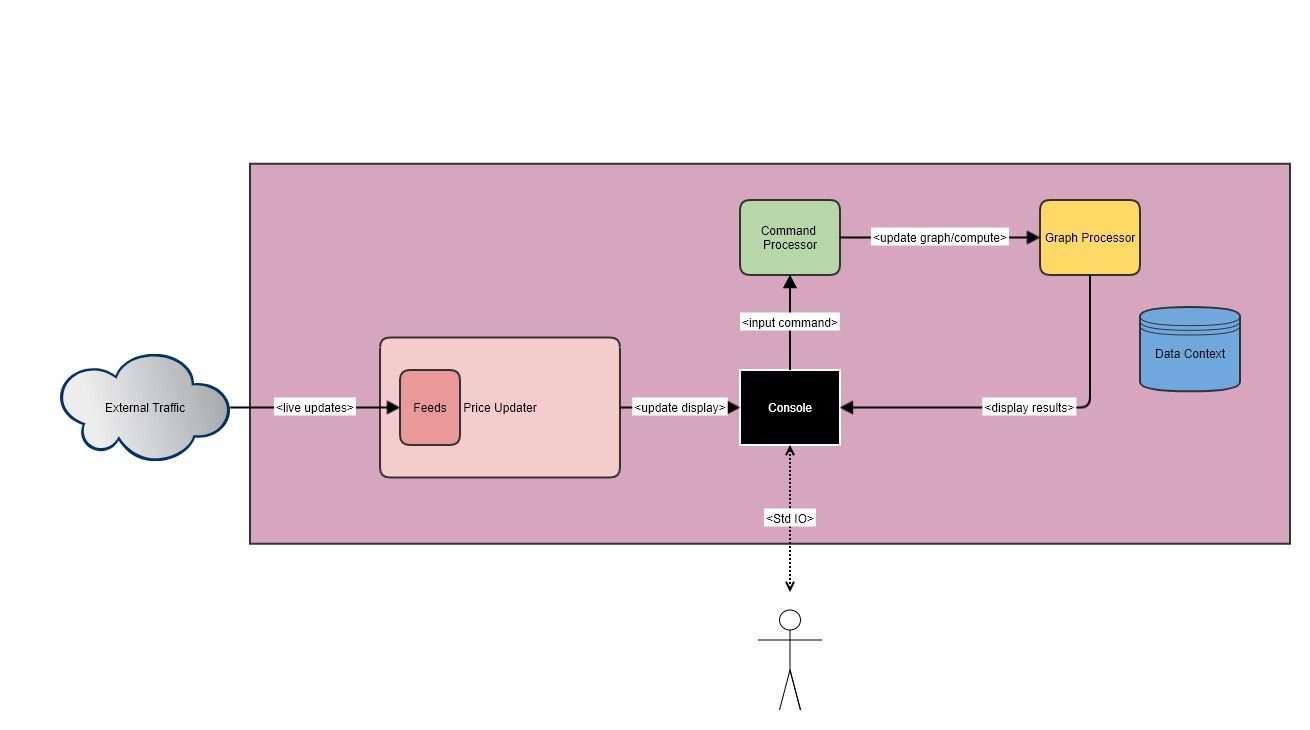 Command
Processor
<update graph/compute>
Graph Processor
<input command>
Data Context
External Traffic
<live updates>
Feeds
Price Updater
<update display>
Console
<display results>
<Std IO>